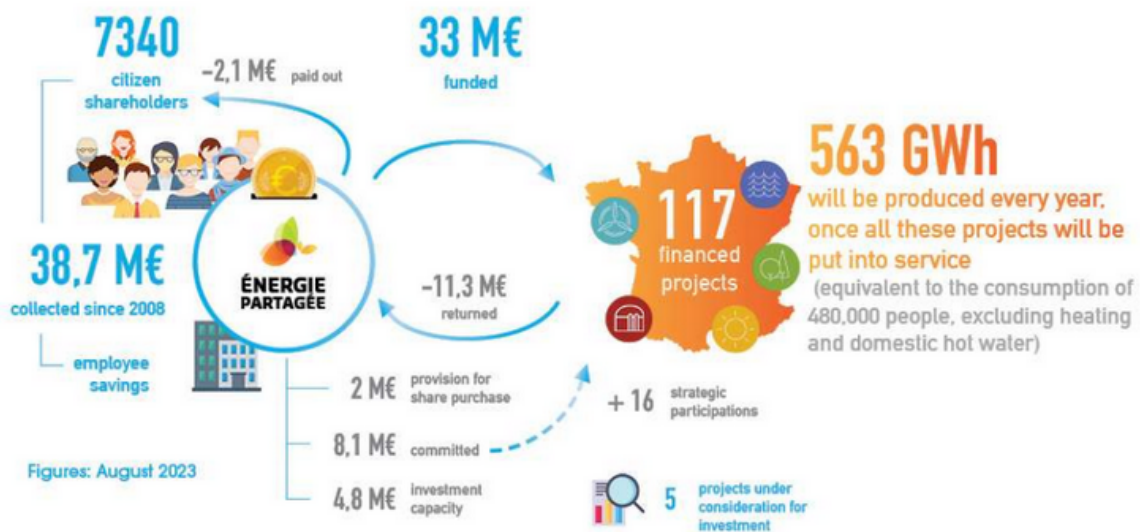 7340
citizen
shareholders
-2,1 M€ paid out
33 M€
funded
38,7 M€
collected since 2008
employee
savings
ÉNERGIE
PARTAGÉE
-11,3 M€
returned
2 M€ provision for
share purchase
8,1 M€ committed
4,8 M€ investment
capacity
117
financed
projects
563 GWh
will be produced every year,
once all these projects will be
put into service
(equivalent to the consumption of
480,000 people, excluding heating
and domestic hot water)
+ 16 strategic
participations
5 projects under
consideration for
investment
Figures: August 2023